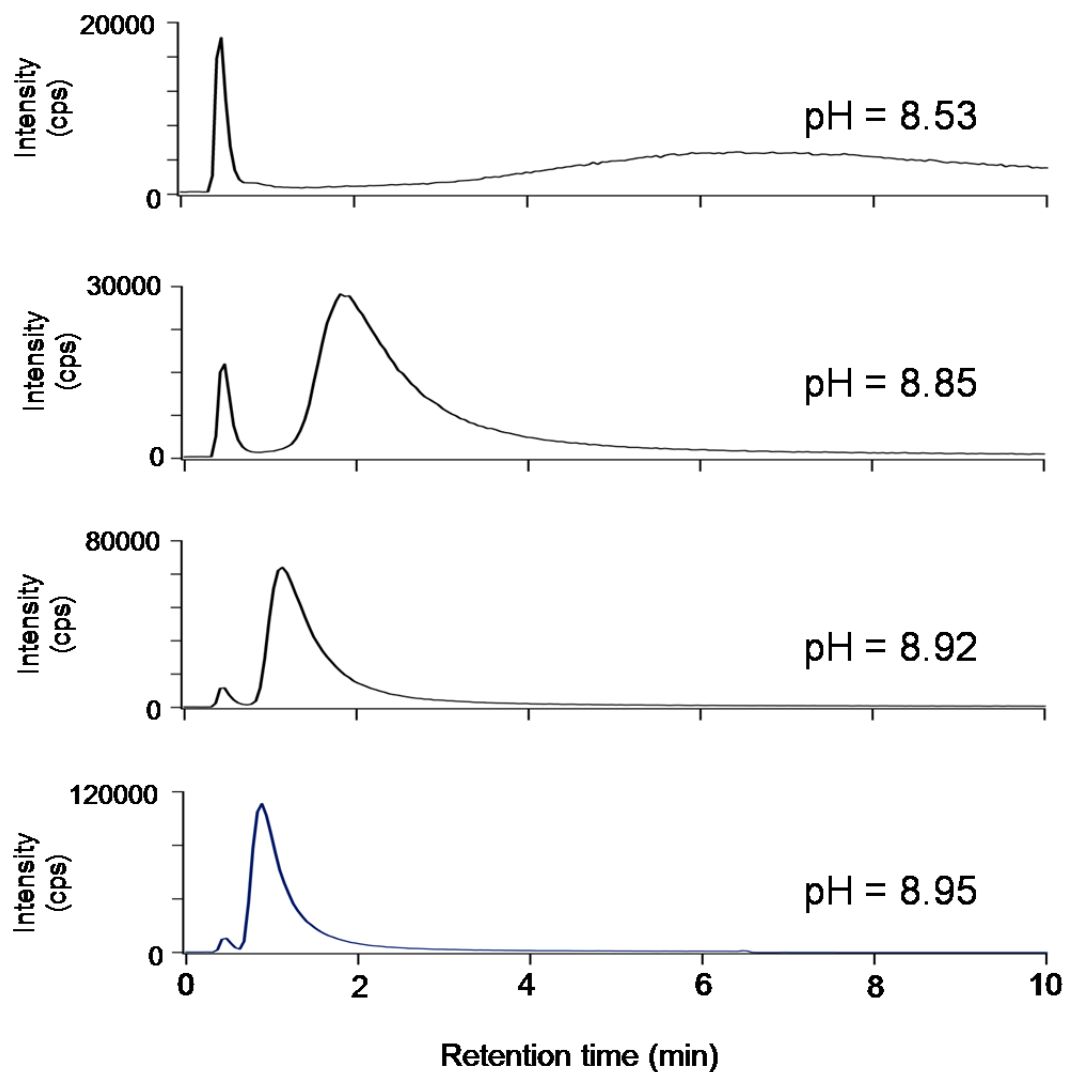 20000
Intensity
(cps)
pH = 8.53
0
30000
Intensity
(cps)
pH = 8.85
0
80000
Intensity
(cps)
pH = 8.92
0
120000
Intensity
(cps)
pH = 8.95
0
0 2 4 6 8 10
Retention time (min)